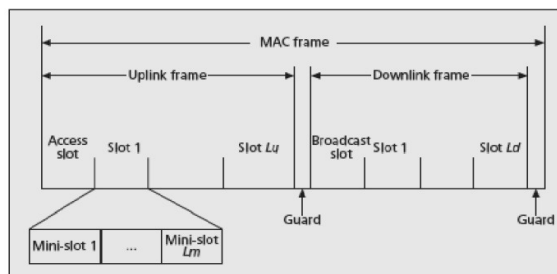 MAC frame
Uplink frame
Downlink frame
Access
slot
Slot 1
Slot Lu
Broadcast
slot
Slot 1
Slot Ld
Guard
Guard
Mini-slot 1
...
Mini-slot
Lm